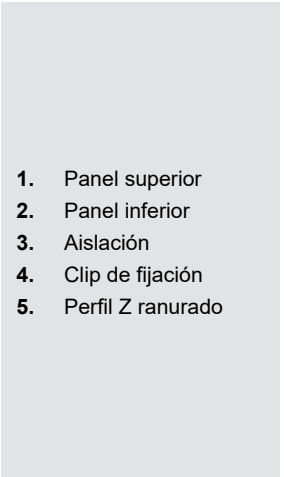 1. Panel superior
2. Panel inferior
3. Aislación
4. Clip de fijación
5. Perfil Z ranurado